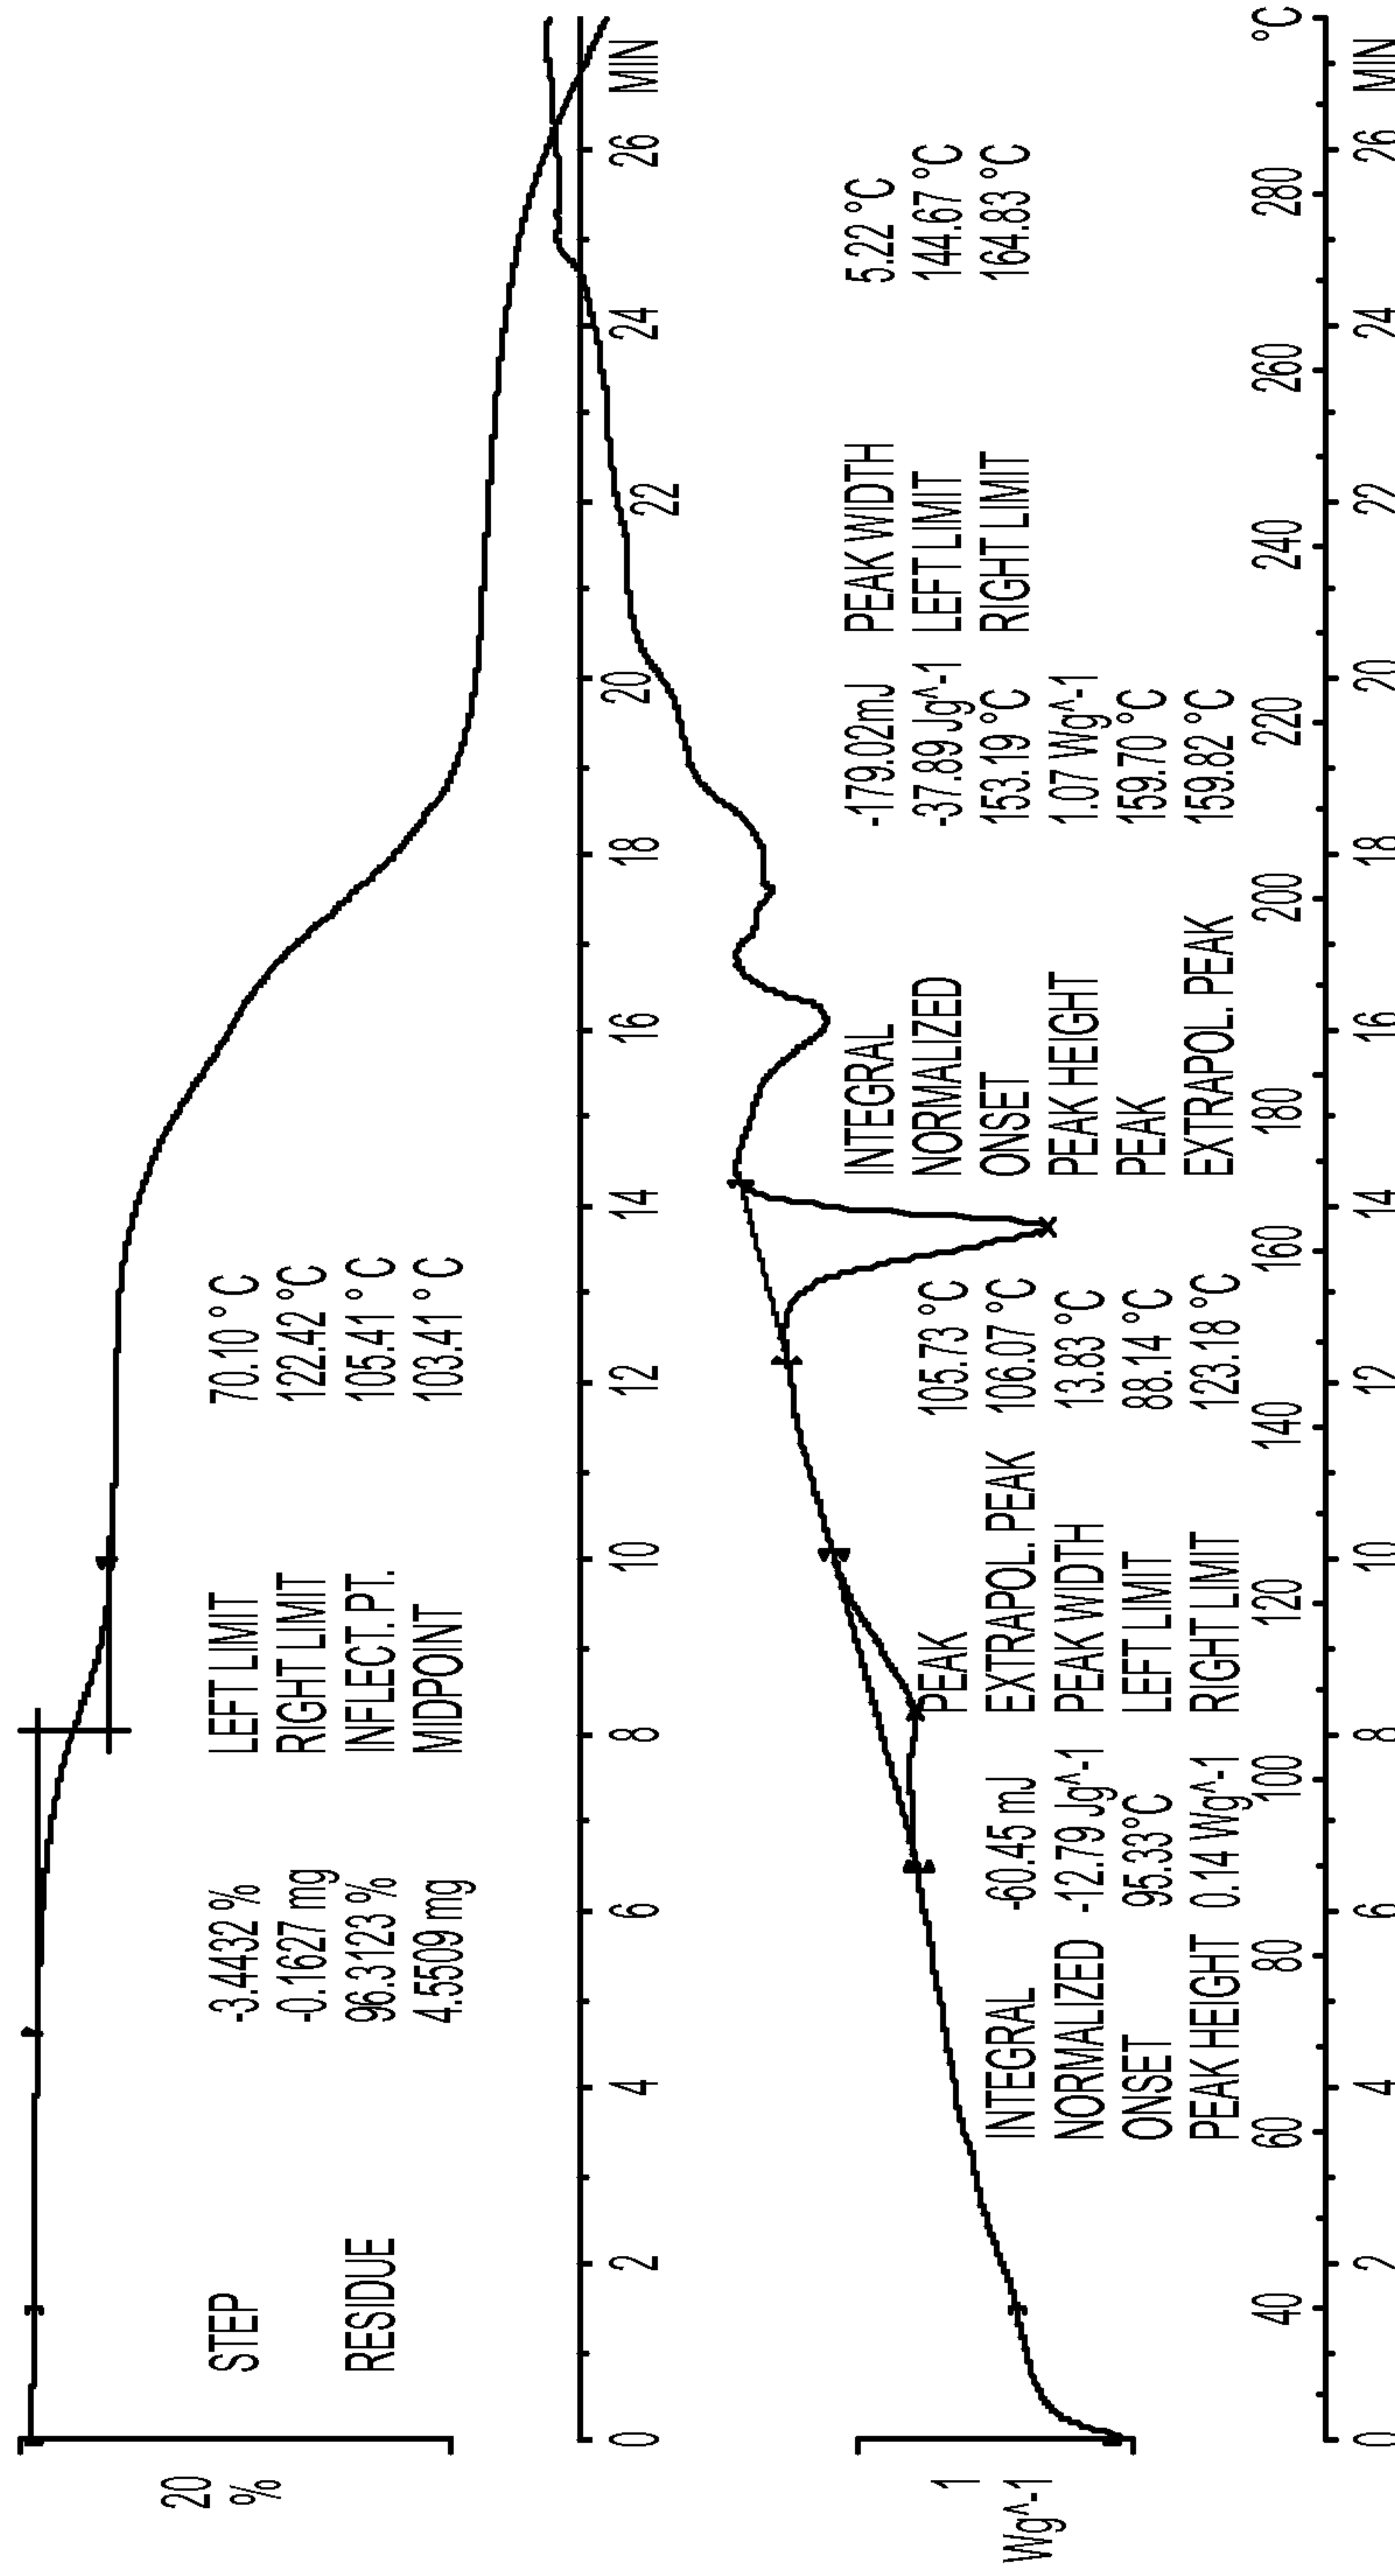 20
%
STEP -3.4432 % LEFT LIMIT 70.10 ° C
-0.1627 mg RIGHT LIMIT 122.42 °C
RESIDUE 96.3123 % INFLECT. PT. 105.41 ° C
4.5509 mg MIDPOINT 103.41 ° C
0 2 4 6 8 10 12 14 16 18 20 22 24 26 MIN
1
Wg^-1
INTEGRAL -179.02mJ PEAK WIDTH 5.22 °C
NORMALIZED -37.89 Jg^-1 LEFT LIMIT 144.67 °C
ONSET 153.19 °C RIGHT LIMIT 164.83 °C
PEAK HEIGHT 1.07 Wg^-1
PEAK 159.70 °C
EXTRAPOL. PEAK 159.82 °C
PEAK 105.73 °C
INTEGRAL -60.45 mJ EXTRAPOL. PEAK 106.07 °C
NORMALIZED -12.79 Jg^-1 PEAK WIDTH 13.83 °C
ONSET 95.33°C LEFT LIMIT 88.14 °C
PEAK HEIGHT 0.14 Wg^-1 RIGHT LIMIT 123.18 °C
40 60 80 100 120 140 160 180 200 220 240 260 280 °C
0 2 4 6 8 10 12 14 16 18 20 22 24 26 MIN